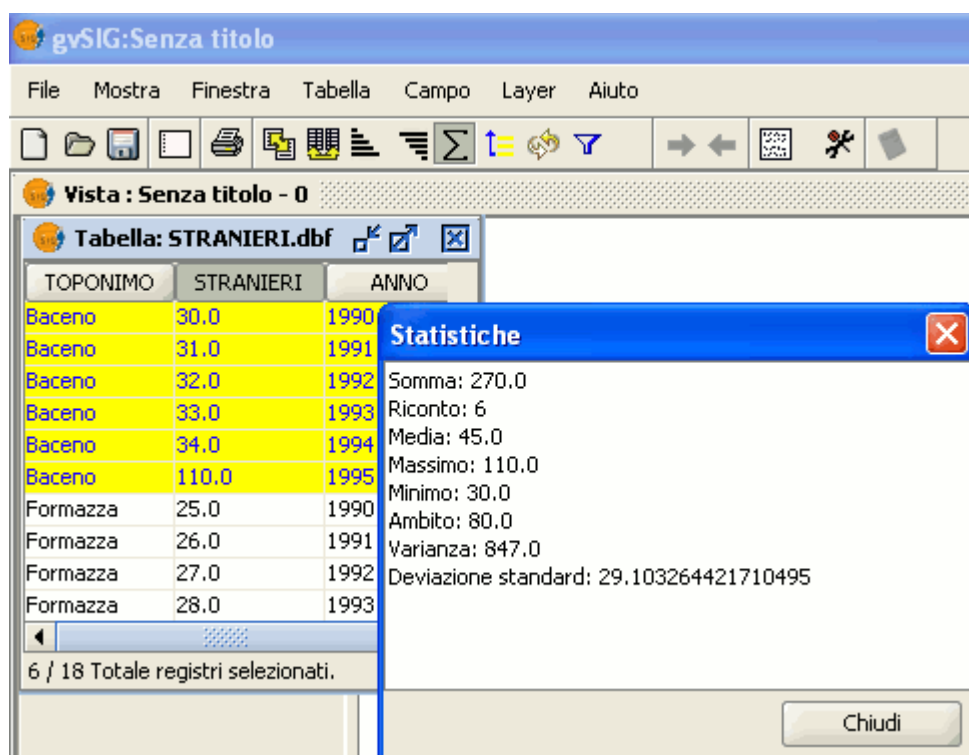 gvSIG:Senza titolo
File Mostra Finestra Tabella Campo Layer Aiuto
Vista : Senza titolo - 0
Tabella: STRANIERI.dbf
TOPONIMO STRANIERI ANNO
Baceno 30.0 1990
Baceno 31.0 1991
Baceno 32.0 1992
Baceno 33.0 1993
Baceno 34.0 1994
Baceno 110.0 1995
Formazza 25.0 1990
Formazza 26.0 1991
Formazza 27.0 1992
Formazza 28.0 1993
6 / 18 Totale registri selezionati.
Statistiche
Somma: 270.0
Riconto: 6
Media: 45.0
Massimo: 110.0
Minimo: 30.0
Ambito: 80.0
Varianza: 847.0
Deviazione standard: 29.103264421710495
Chiudi